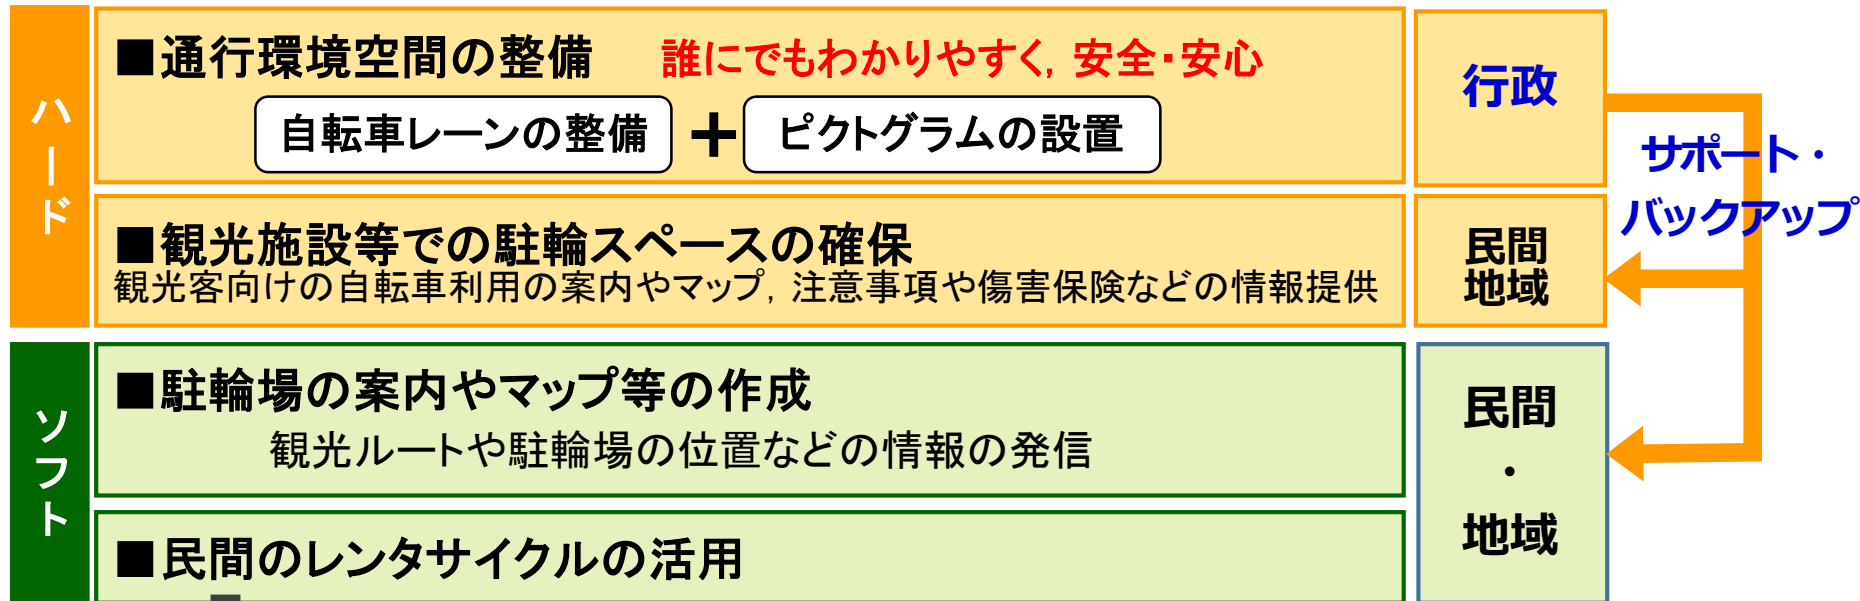 ハード
■通行環境空間の整備 誰にでもわかりやすく, 安全・安心
自転車レーンの整備 + ピクトグラムの設置
行政
サポート・
バックアップ
■観光施設等での駐輪スペースの確保
観光客向けの自転車利用の案内やマップ, 注意事項や傷害保険などの情報提供
民間
地域
ソフト
■駐輪場の案内やマップ等の作成
観光ルートや駐輪場の位置などの情報の発信
■民間のレンタサイクルの活用
民間
・
地域